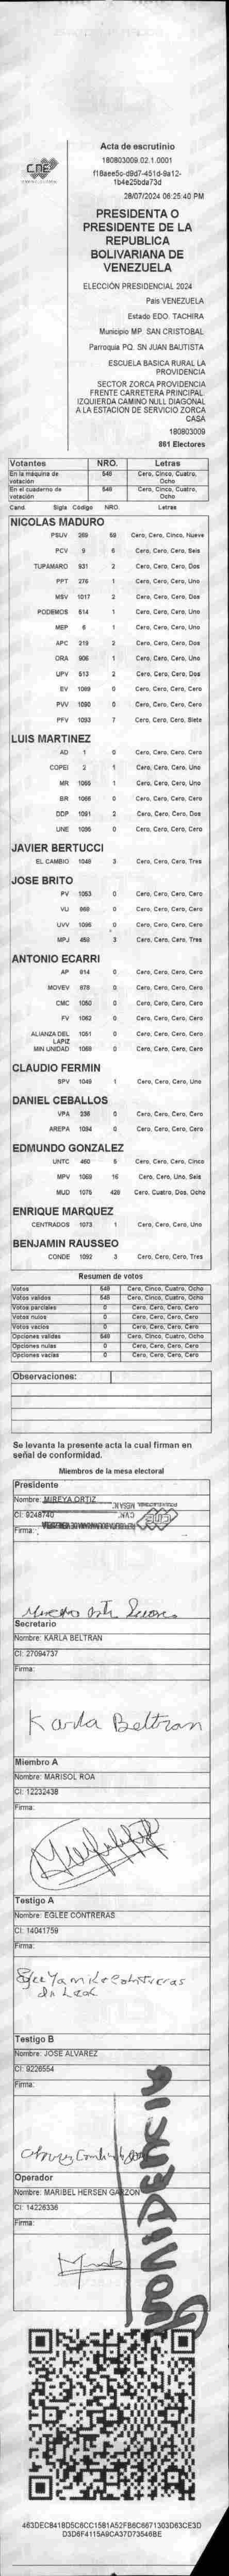 CNE
Acta de escrutinio
180803009.02.1.0001
f18aee5c-d9d7-451d-9a12-
1b4e25bda73d
28/07/2024 06:25:40 PM
PRESIDENTA O
PRESIDENTE DE LA
REPUBLICA
BOLIVARIANA DE
VENEZUELA
ELECCIÓN PRESIDENCIAL 2024
País VENEZUELA
Estado EDO. TACHIRA
Municipio MP. SAN CRISTOBAL
Parroquia PQ. SN JUAN BAUTISTA
ESCUELA BASICA RURAL LA
PROVIDENCIA
SECTOR ZORCA PROVIDENCIA
FRENTE CARRETERA PRINCIPAL
IZQUIERDA CAMINO NULL DIAGONAL
A LA ESTACION DE SERVICIO ZORCA
CASA
180803009
861 Electores
Votantes NRO. Letras
En la máquina de votación 548 Cero, Cinco, Cuatro, Ocho
En el cuaderno de votación 548 Cero, Cinco, Cuatro, Ocho
Cand. Sigla Código NRO. Letras
NICOLAS MADURO
PSUV 269 59 Cero, Cero, Cinco, Nueve
PCV 9 6 Cero, Cero, Cero, Seis
TUPAMARO 931 2 Cero, Cero, Cero, Dos
PPT 276 1 Cero, Cero, Cero, Uno
MSV 1017 2 Cero, Cero, Cero, Dos
PODEMOS 614 1 Cero, Cero, Cero, Uno
MEP 6 1 Cero, Cero, Cero, Uno
APC 219 2 Cero, Cero, Cero, Dos
ORA 906 1 Cero, Cero, Cero, Uno
UPV 513 2 Cero, Cero, Cero, Dos
EV 1089 0 Cero, Cero, Cero, Cero
PVV 1090 0 Cero, Cero, Cero, Cero
PFV 1093 7 Cero, Cero, Cero, Siete
LUIS MARTINEZ
AD 1 0 Cero, Cero, Cero, Cero
COPEI 2 1 Cero, Cero, Cero, Uno
MR 1065 1 Cero, Cero, Cero, Uno
BR 1066 0 Cero, Cero, Cero, Cero
DDP 1091 2 Cero, Cero, Cero, Dos
UNE 1095 0 Cero, Cero, Cero, Cero
JAVIER BERTUCCI
EL CAMBIO 1048 3 Cero, Cero, Cero, Tres
JOSE BRITO
PV 1053 0 Cero, Cero, Cero, Cero
VU 868 0 Cero, Cero, Cero, Cero
UVV 1096 0 Cero, Cero, Cero, Cero
MPJ 458 3 Cero, Cero, Cero, Tres
ANTONIO ECARRI
AP 914 0 Cero, Cero, Cero, Cero
MOVEV 978 0 Cero, Cero, Cero, Cero
CMC 1050 0 Cero, Cero, Cero, Cero
FV 1062 0 Cero, Cero, Cero, Cero
ALIANZA DEL LAPIZ 1051 0 Cero, Cero, Cero, Cero
MIN UNIDAD 1068 0 Cero, Cero, Cero, Cero
CLAUDIO FERMIN
SPV 1049 1 Cero, Cero, Cero, Uno
DANIEL CEBALLOS
VPA 238 0 Cero, Cero, Cero, Cero
AREPA 1094 0 Cero, Cero, Cero, Cero
EDMUNDO GONZALEZ
UNTC 460 5 Cero, Cero, Cero, Cinco
MPV 1069 16 Cero, Cero, Uno, Seis
MUD 1075 428 Cero, Cuatro, Dos, Ocho
ENRIQUE MARQUEZ
CENTRADOS 1073 1 Cero, Cero, Cero, Uno
BENJAMIN RAUSSEO
CONDE 1092 3 Cero, Cero, Cero, Tres
Resumen de votos
Votos 548 Cero, Cinco, Cuatro, Ocho
Votos validos 548 Cero, Cinco, Cuatro, Ocho
Votos parciales 0 Cero, Cero, Cero, Cero
Votos nulos 0 Cero, Cero, Cero, Cero
Votos vacios 0 Cero, Cero, Cero, Cero
Opciones validas 548 Cero, Cinco, Cuatro, Ocho
Opciones nulas 0 Cero, Cero, Cero, Cero
Opciones vacias 0 Cero, Cero, Cero, Cero
Observaciones:
Se levanta la presente acta la cual firman en
señal de conformidad.
Miembros de la mesa electoral
Presidente
Nombre: MIREYA ORTIZ
CI: 9248740
CNE
Firma:
Secretario
Nombre: KARLA BELTRAN
CI: 27094737
Firma:
Karla Beltran
Miembro A
Nombre: MARISOL ROA
CI: 12232438
Firma:
Testigo A
Nombre: EGLEE CONTRERAS
CI: 14041759
Firma:
Testigo B
Nombre: JOSE ALVAREZ
CI: 9226554
Firma:
Operador
Nombre: MARIBEL HERSEN GARZON
CI: 14226336
Firma:
463DEC8418D5C6CC1581A52FB6C6671303D63CE3D
D3D6F4115A9CA37D73546BE